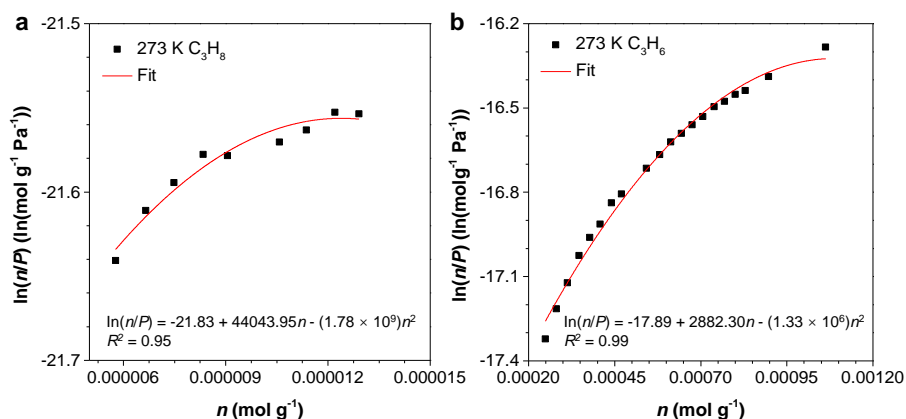 a
-21.5
-21.6
-21.7
ln(n/P) (ln(mol g⁻¹ Pa⁻¹))
273 K C₃H₈
Fit
ln(n/P) = -21.83 + 44043.95n - (1.78 × 10⁹)n²
R² = 0.95
0.000006 0.000009 0.000012 0.000015
n (mol g⁻¹)
b
-16.2
-16.5
-16.8
-17.1
-17.4
ln(n/P) (ln(molg⁻¹ Pa⁻¹))
273 K C₃H₆
Fit
ln(n/P) = -17.89 + 2882.30n - (1.33 × 10⁶)n²
R² = 0.99
0.00020 0.00045 0.00070 0.00095 0.00120
n (mol g⁻¹)